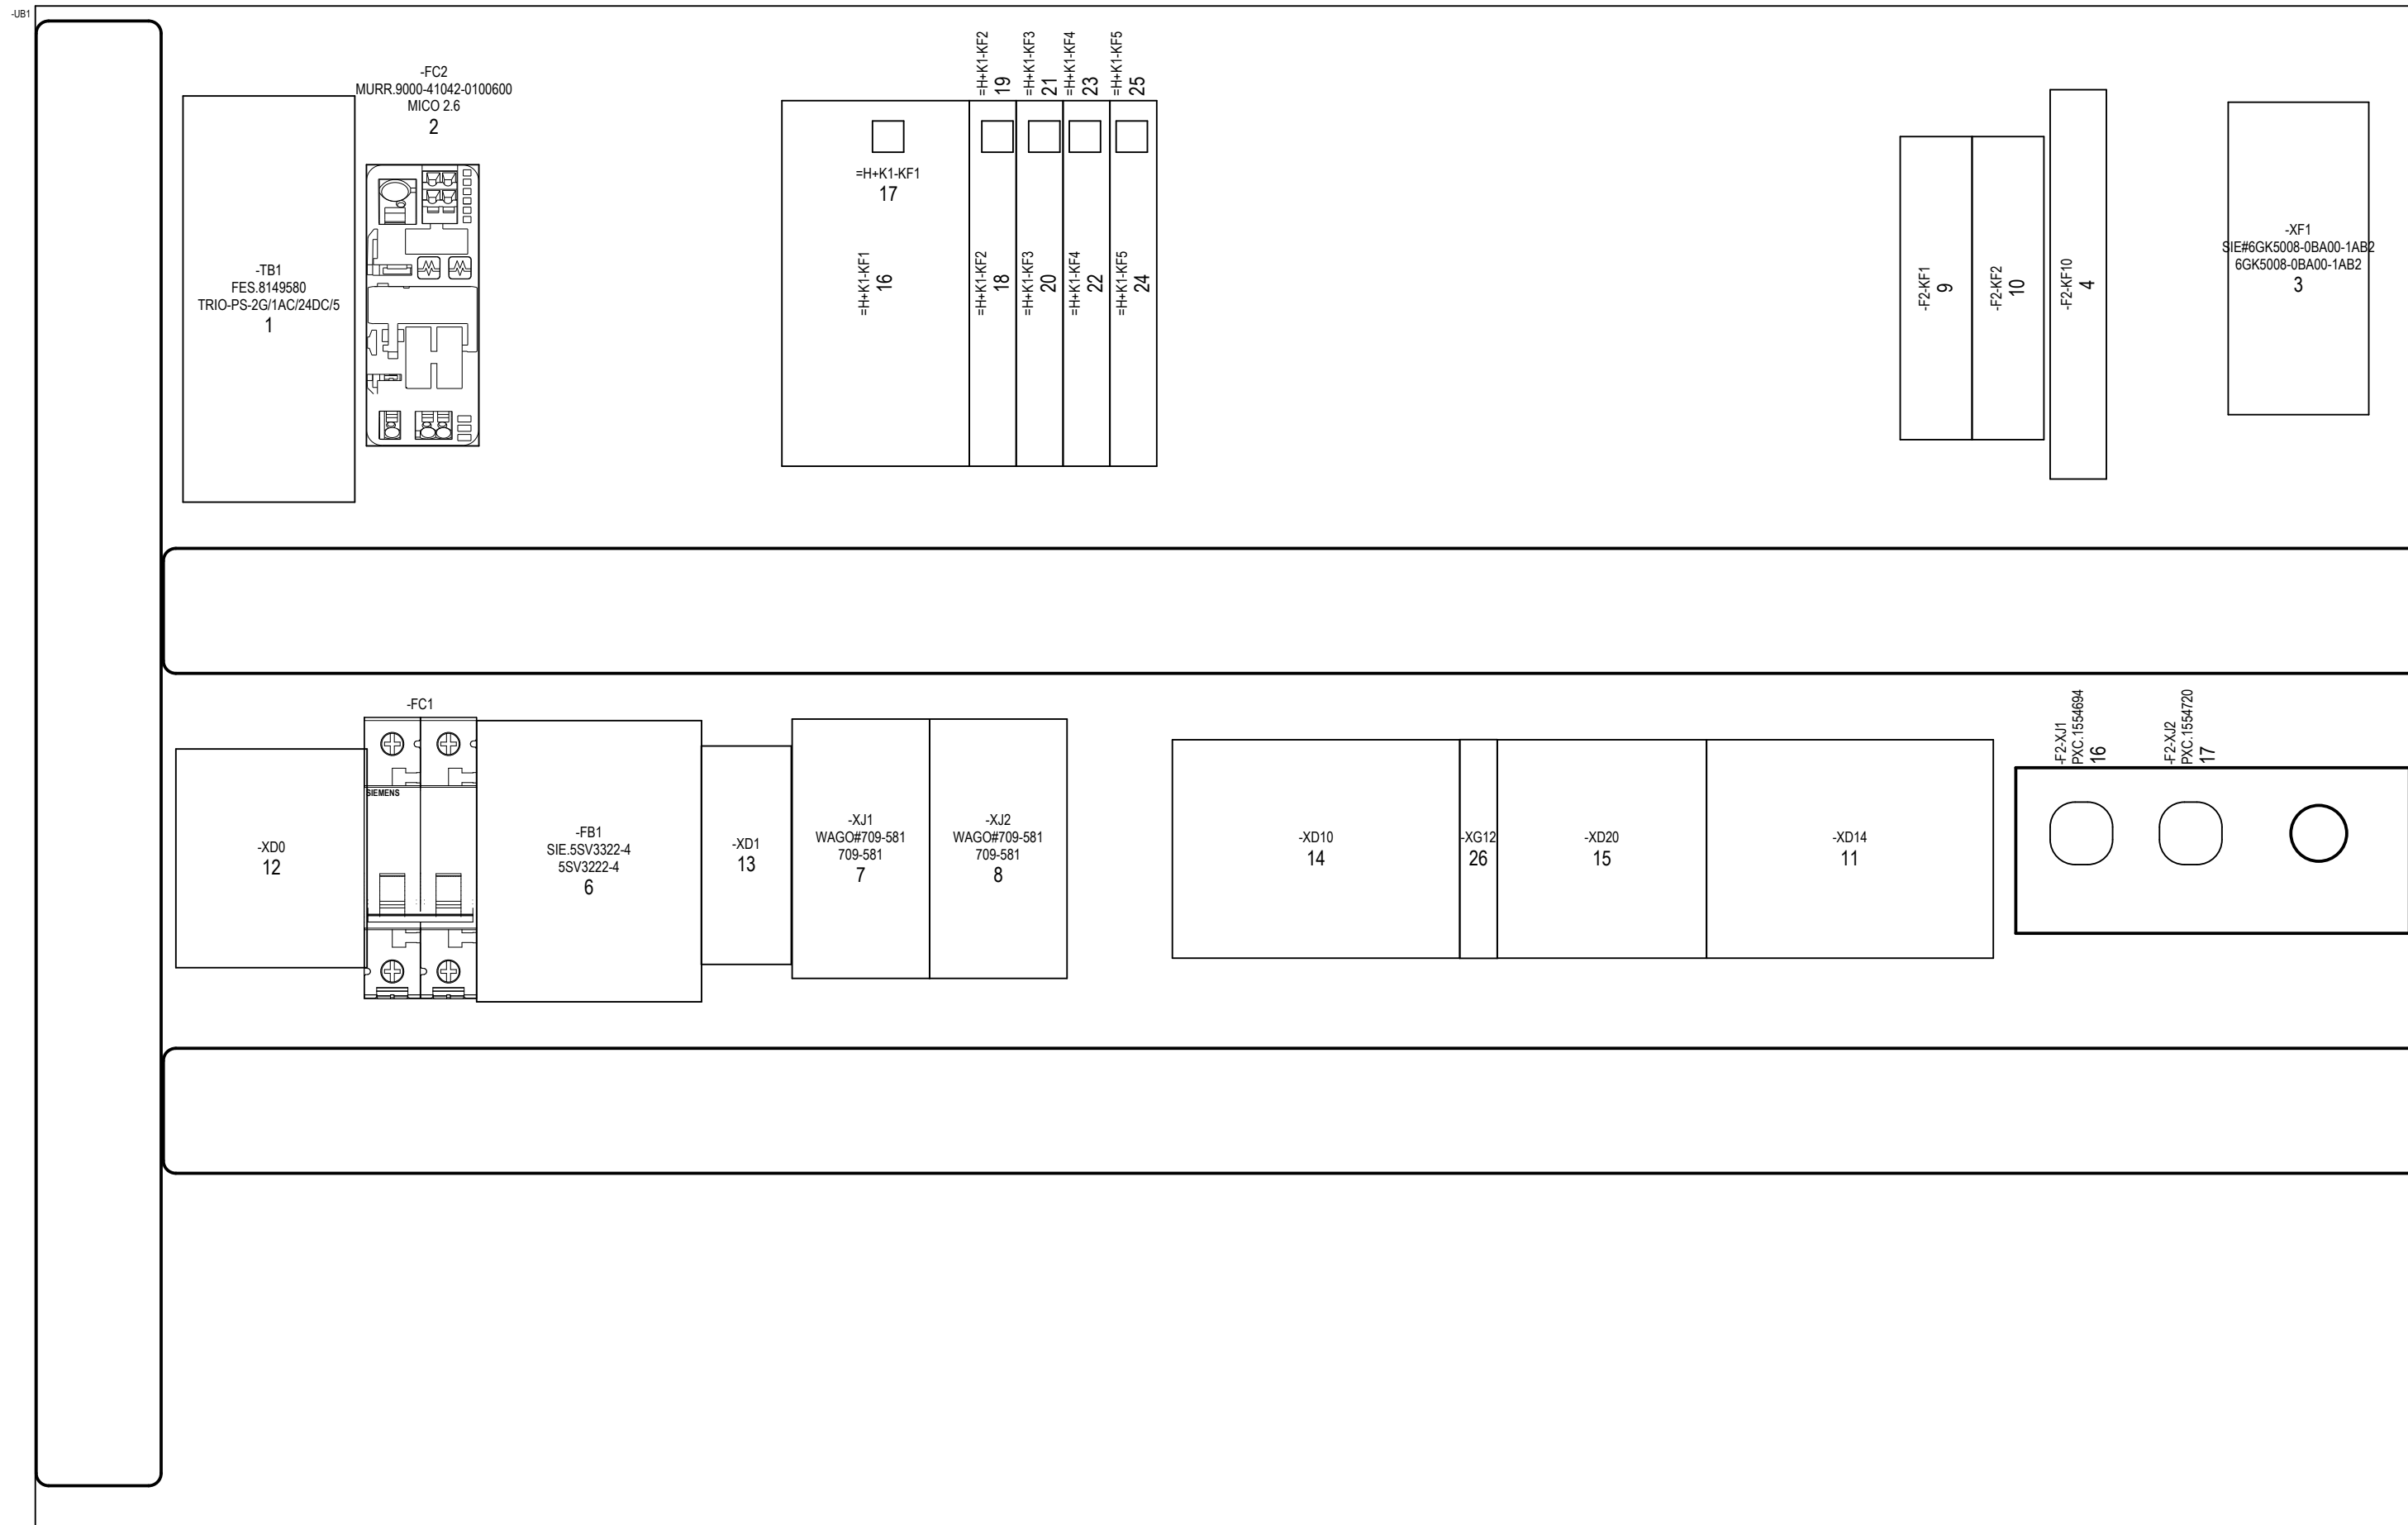 -UB1
-FC2
MURR.9000-41042-0100600
MICO 2.6
2
-TB1
FES.8149580
TRIO-PS-2G/1AC/24DC/5
1
=H+K1-KF1
17
=H+K1-KF1
16
=H+K1-KF2
19
=H+K1-KF3
21
=H+K1-KF4
23
=H+K1-KF5
25
=H+K1-KF2
18
=H+K1-KF3
20
=H+K1-KF4
22
=H+K1-KF5
24
-F2-KF1
9
-F2-KF2
10
-F2-KF10
4
-XF1
SIE#6GK5008-0BA00-1AB2
6GK5008-0BA00-1AB2
3
-XD0
12
-FC1
SIEMENS
-FB1
SIE.5SV3322-4
5SV3222-4
6
-XD1
13
-XJ1
WAGO#709-581
709-581
7
-XJ2
WAGO#709-581
709-581
8
-XD10
14
-XG12
26
-XD20
15
-XD14
11
-F2-XJ1
PXC.1554694
16
-F2-XJ2
PXC.1554720
17